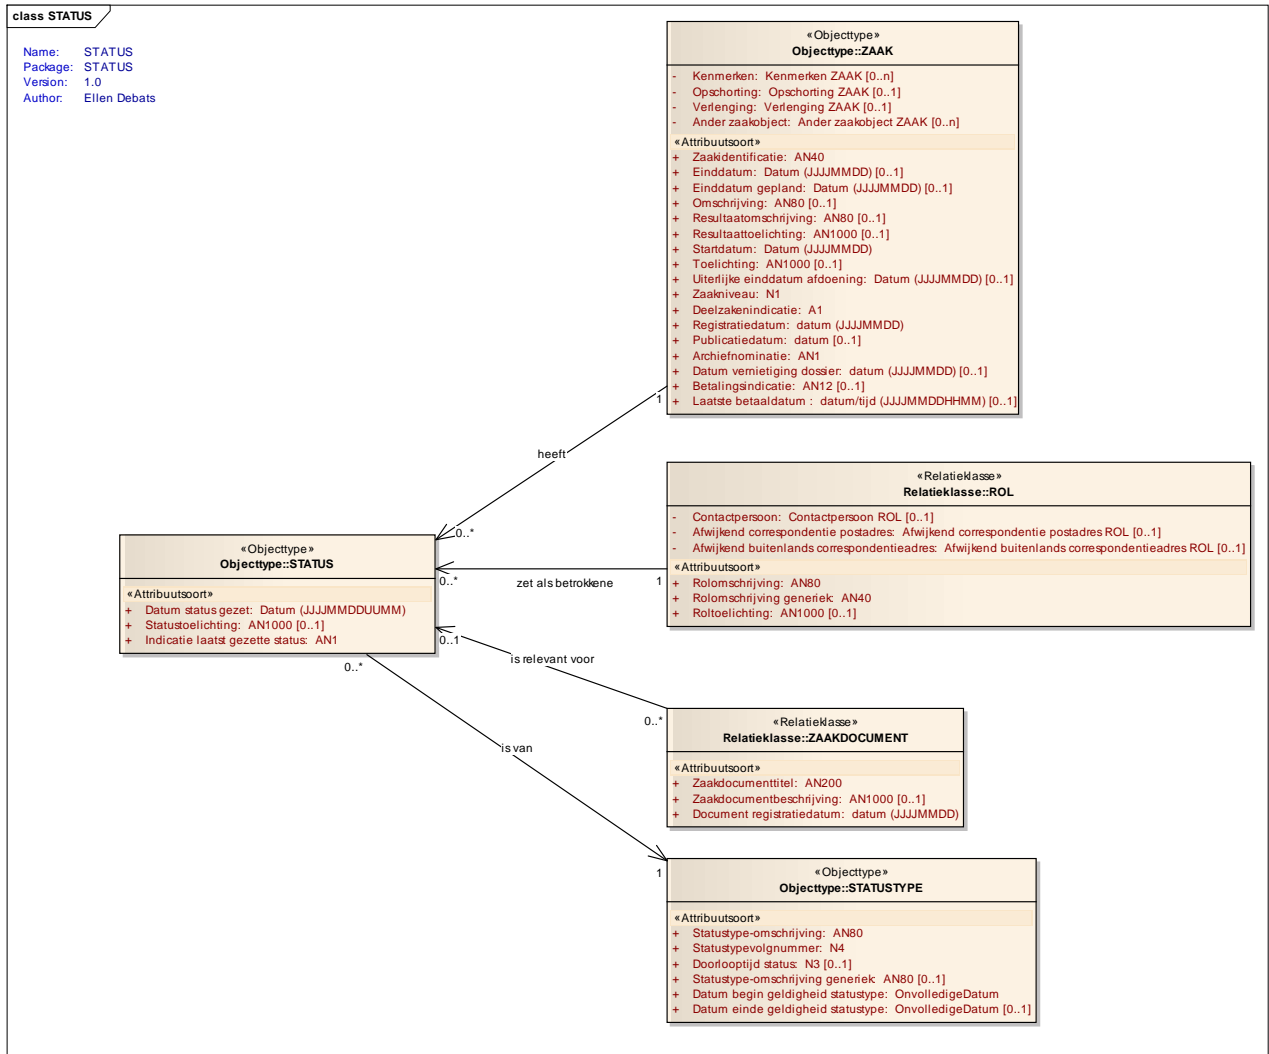 class STATUS
Name: STATUS
Package: STATUS
Version: 1.0
Author: Ellen Debats
«Objecttype»
Objecttype::ZAAK
- Kenmerken: Kenmerken ZAAK [0..n]
- Opschorting: Opschorting ZAAK [0..1]
- Verlenging: Verlenging ZAAK [0..1]
- Ander zaakobject: Ander zaakobject ZAAK [0..n]
«Attribuutsoort»
+ Zaakidentificatie: AN40
+ Einddatum: Datum (JJJJMMDD) [0..1]
+ Einddatum gepland: Datum (JJJJMMDD) [0..1]
+ Omschrijving: AN80 [0..1]
+ Resultaatomschrijving: AN80 [0..1]
+ Resultaattoelichting: AN1000 [0..1]
+ Startdatum: Datum (JJJJMMDD)
+ Toelichting: AN1000 [0..1]
+ Uiterlijke einddatum afdoening: Datum (JJJJMMDD) [0..1]
+ Zaakniveau: N1
+ Deelzakenindicatie: A1
+ Registratiedatum: datum (JJJJMMDD)
+ Publicatiedatum: datum [0..1]
+ Archiefnominatie: AN1
+ Datum vernietiging dossier: datum (JJJJMMDD) [0..1]
+ Betalingsindicatie: AN12 [0..1]
+ Laatste betaaldatum : datum/tijd (JJJJMMDDHHMM) [0..1]
1
heeft
0..*
«Relatieklasse»
Relatieklasse::ROL
- Contactpersoon: Contactpersoon ROL [0..1]
- Afwijkend correspondentie postadres: Afwijkend correspondentie postadres ROL [0..1]
- Afwijkend buitenlands correspondentieadres: Afwijkend buitenlands correspondentieadres ROL [0..1]
«Attribuutsoort»
+ Rolomschrijving: AN80
+ Rolomschrijving generiek: AN40
+ Roltoelichting: AN1000 [0..1]
«Objecttype»
Objecttype::STATUS
«Attribuutsoort»
+ Datum status gezet: Datum (JJJJMMDDUUMM)
+ Statustoelichting: AN1000 [0..1]
+ Indicatie laatst gezette status: AN1
0..*
zet als betrokkene
1
0..1
is relevant voor
0..*
0..*
is van
1
«Relatieklasse»
Relatieklasse::ZAAKDOCUMENT
«Attribuutsoort»
+ Zaakdocumenttitel: AN200
+ Zaakdocumentbeschrijving: AN1000 [0..1]
+ Document registratiedatum: datum (JJJJMMDD)
«Objecttype»
Objecttype::STATUSTYPE
«Attribuutsoort»
+ Statustype-omschrijving: AN80
+ Statustypevolgnummer: N4
+ Doorlooptijd status: N3 [0..1]
+ Statustype-omschrijving generiek: AN80 [0..1]
+ Datum begin geldigheid statustype: OnvolledigeDatum
+ Datum einde geldigheid statustype: OnvolledigeDatum [0..1]